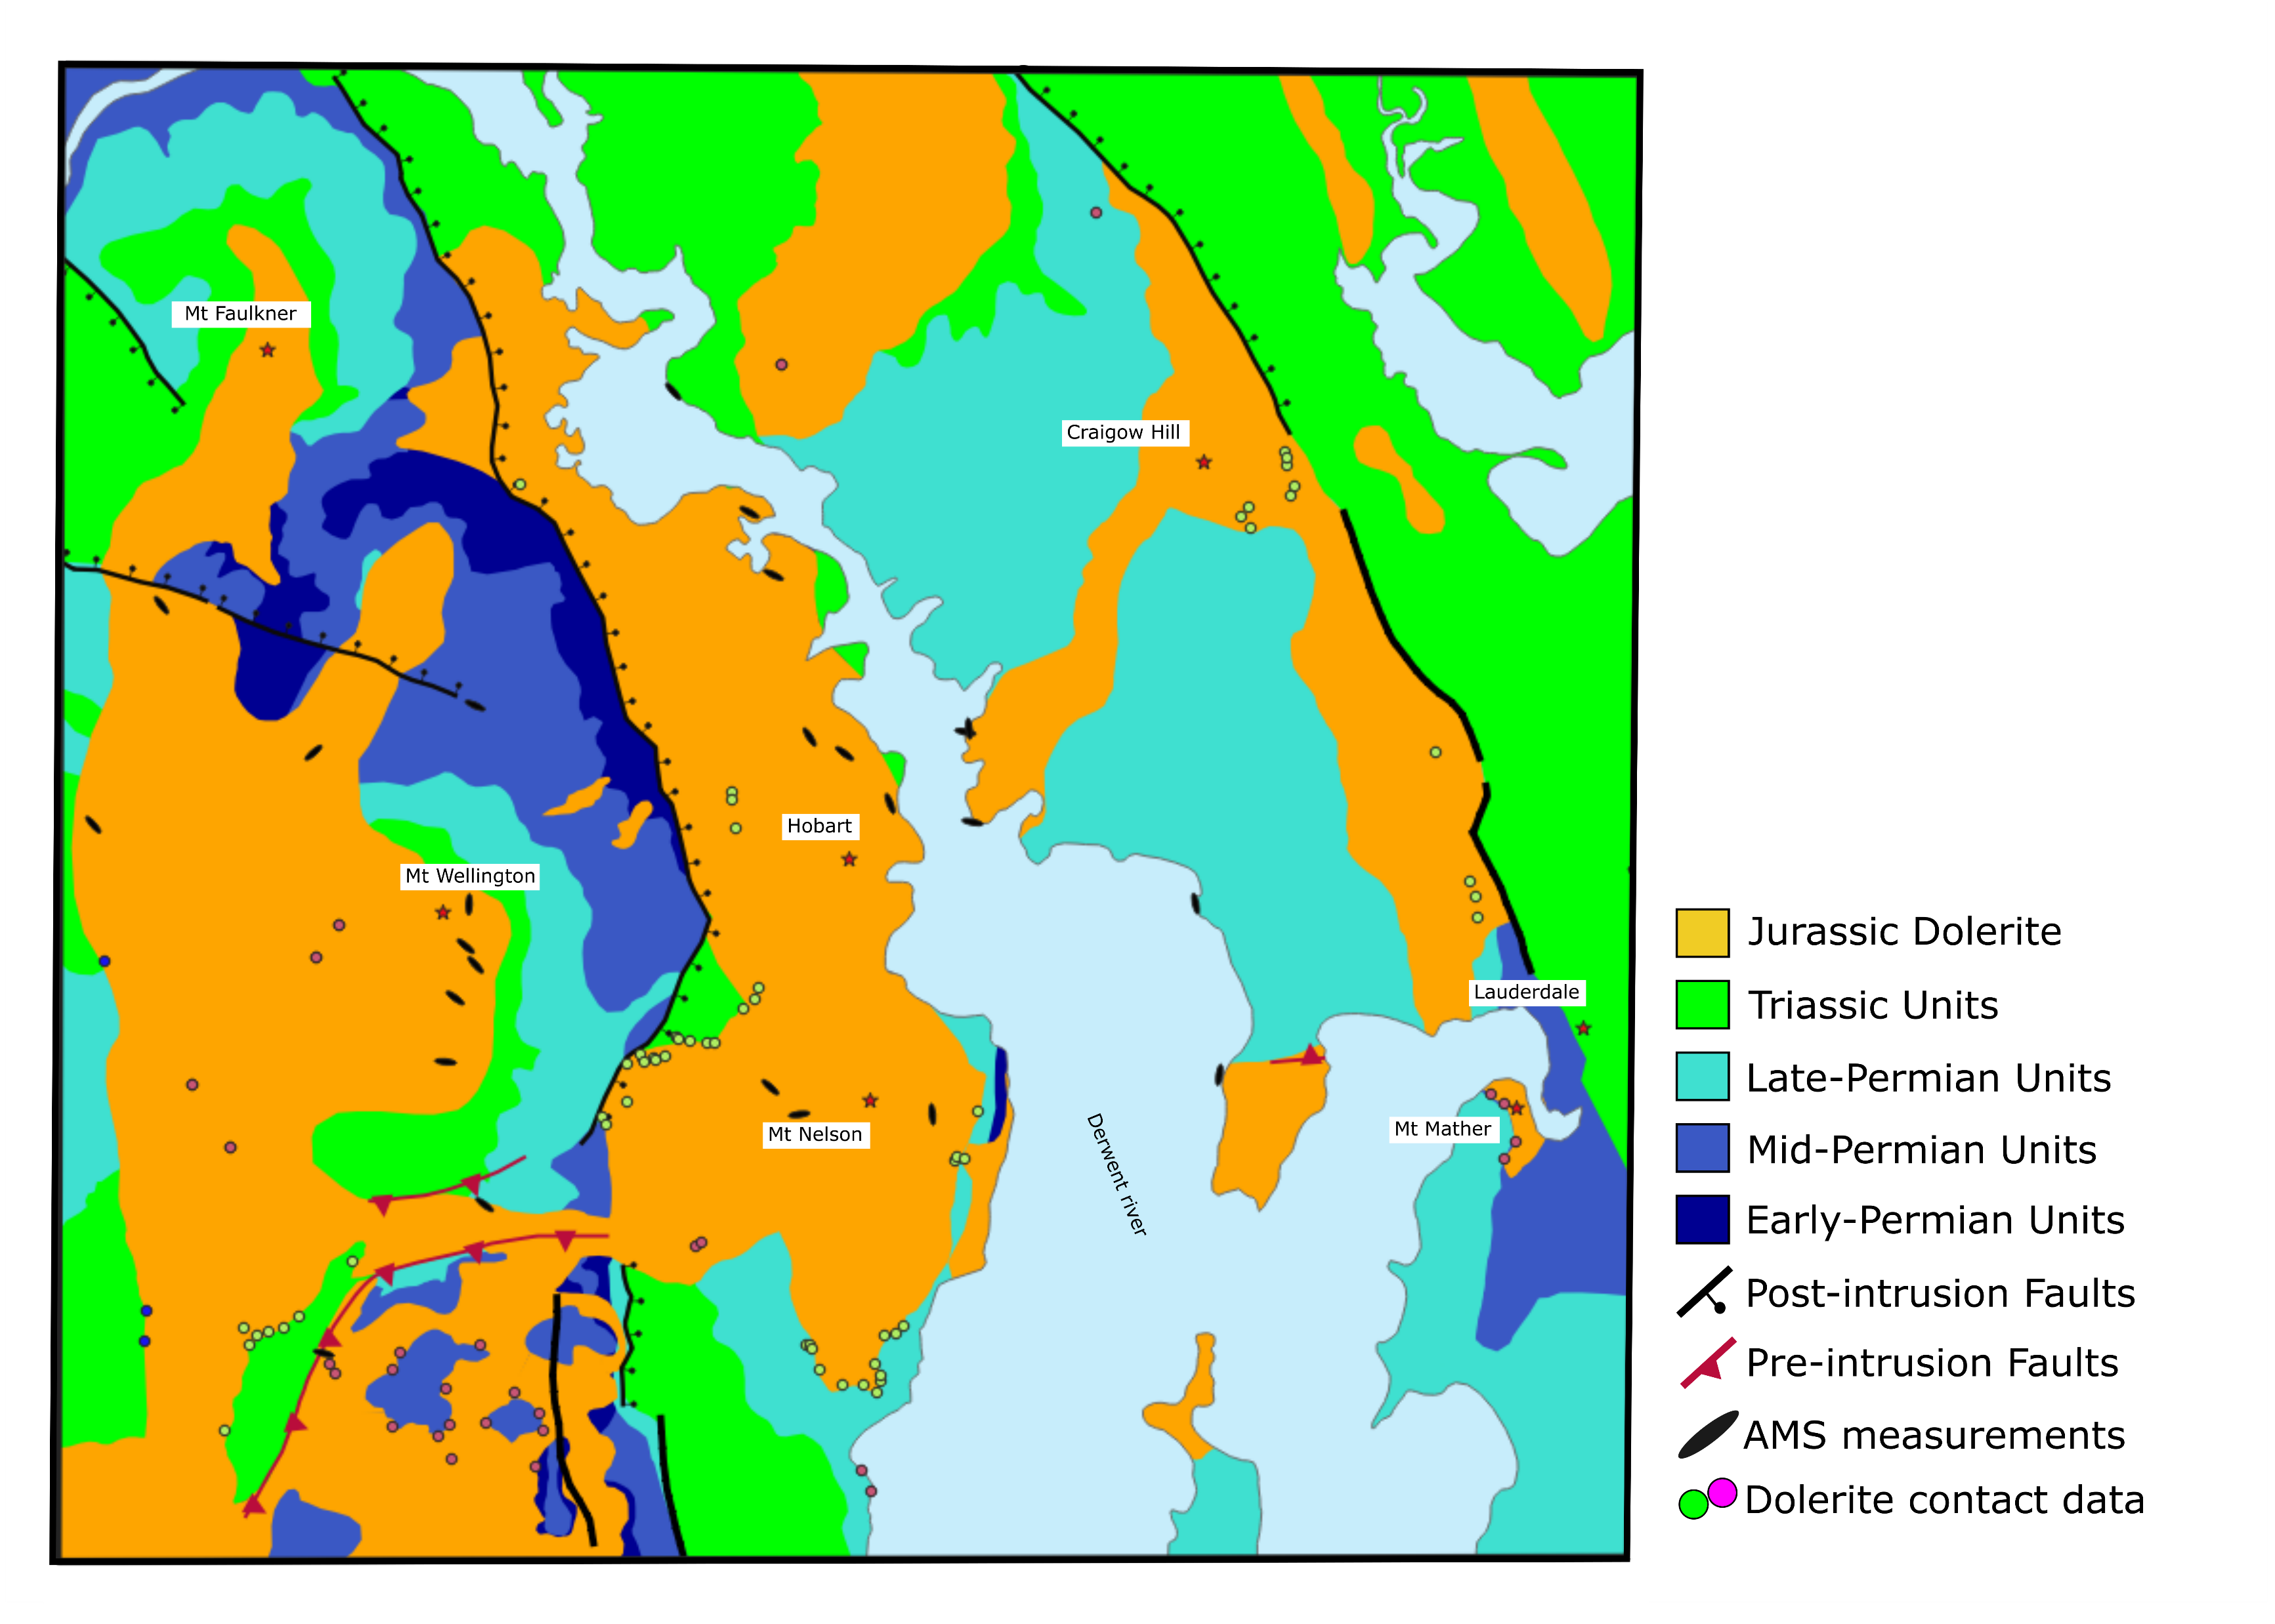 Mt Faulkner
Craigow Hill
Hobart
Mt Wellington
Lauderdale
Mt Nelson
Mt Mather
Derwent river
Jurassic Dolerite
Triassic Units
Late-Permian Units
Mid-Permian Units
Early-Permian Units
Post-intrusion Faults
Pre-intrusion Faults
AMS measurements
Dolerite contact data